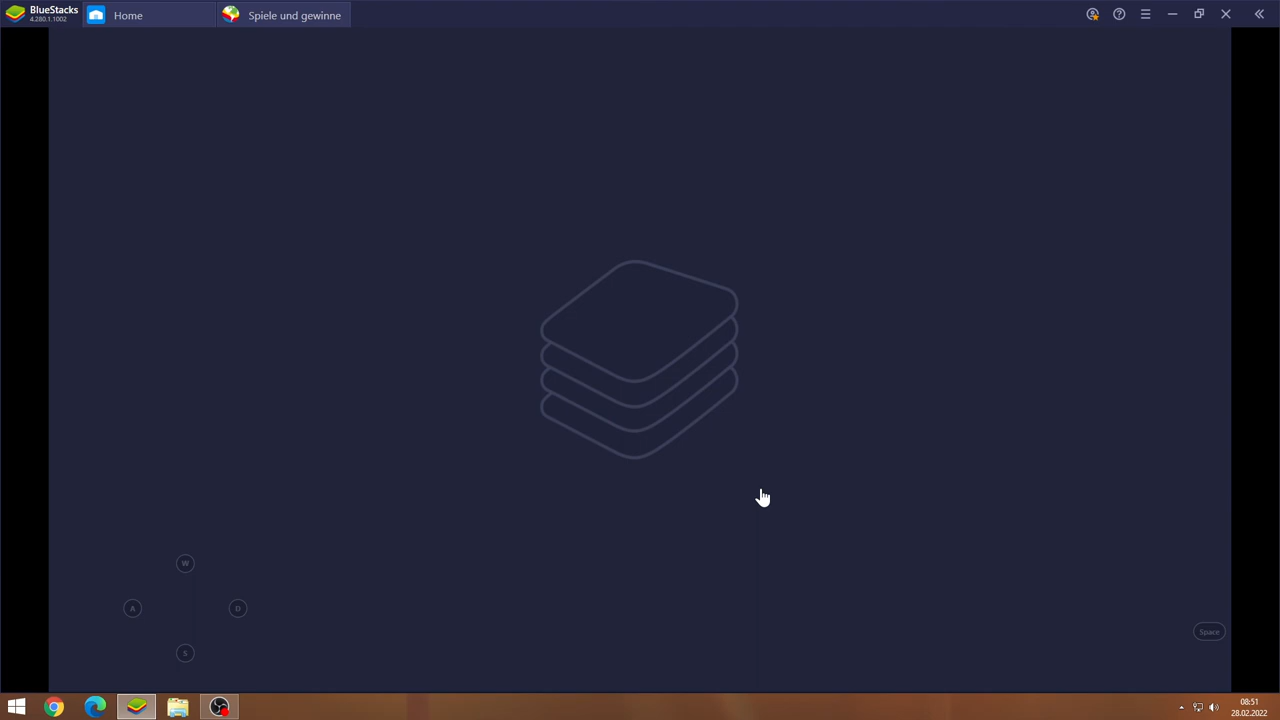 BlueStacks
4.280.1.1002
Home
Spiele und gewinne
W
A
D
S
Space
08:51
28.02.2022